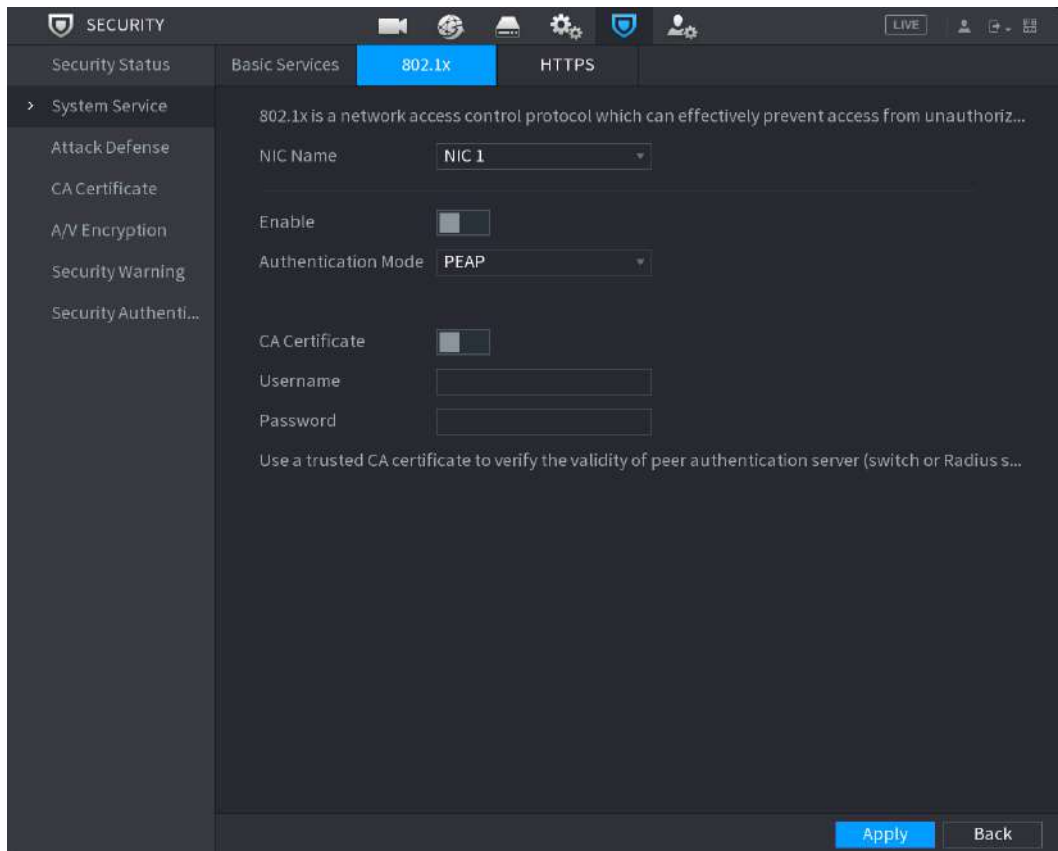 SECURITY
LIVE
Security Status
System Service
Attack Defense
CA Certificate
A/V Encryption
Security Warning
Security Authenti...
Basic Services 802.1x HTTPS
802.1x is a network access control protocol which can effectively prevent access from unauthoriz...
NIC Name NIC 1
Enable
Authentication Mode PEAP
CA Certificate
Username
Password
Use a trusted CA certificate to verify the validity of peer authentication server (switch or Radius s...
Apply Back